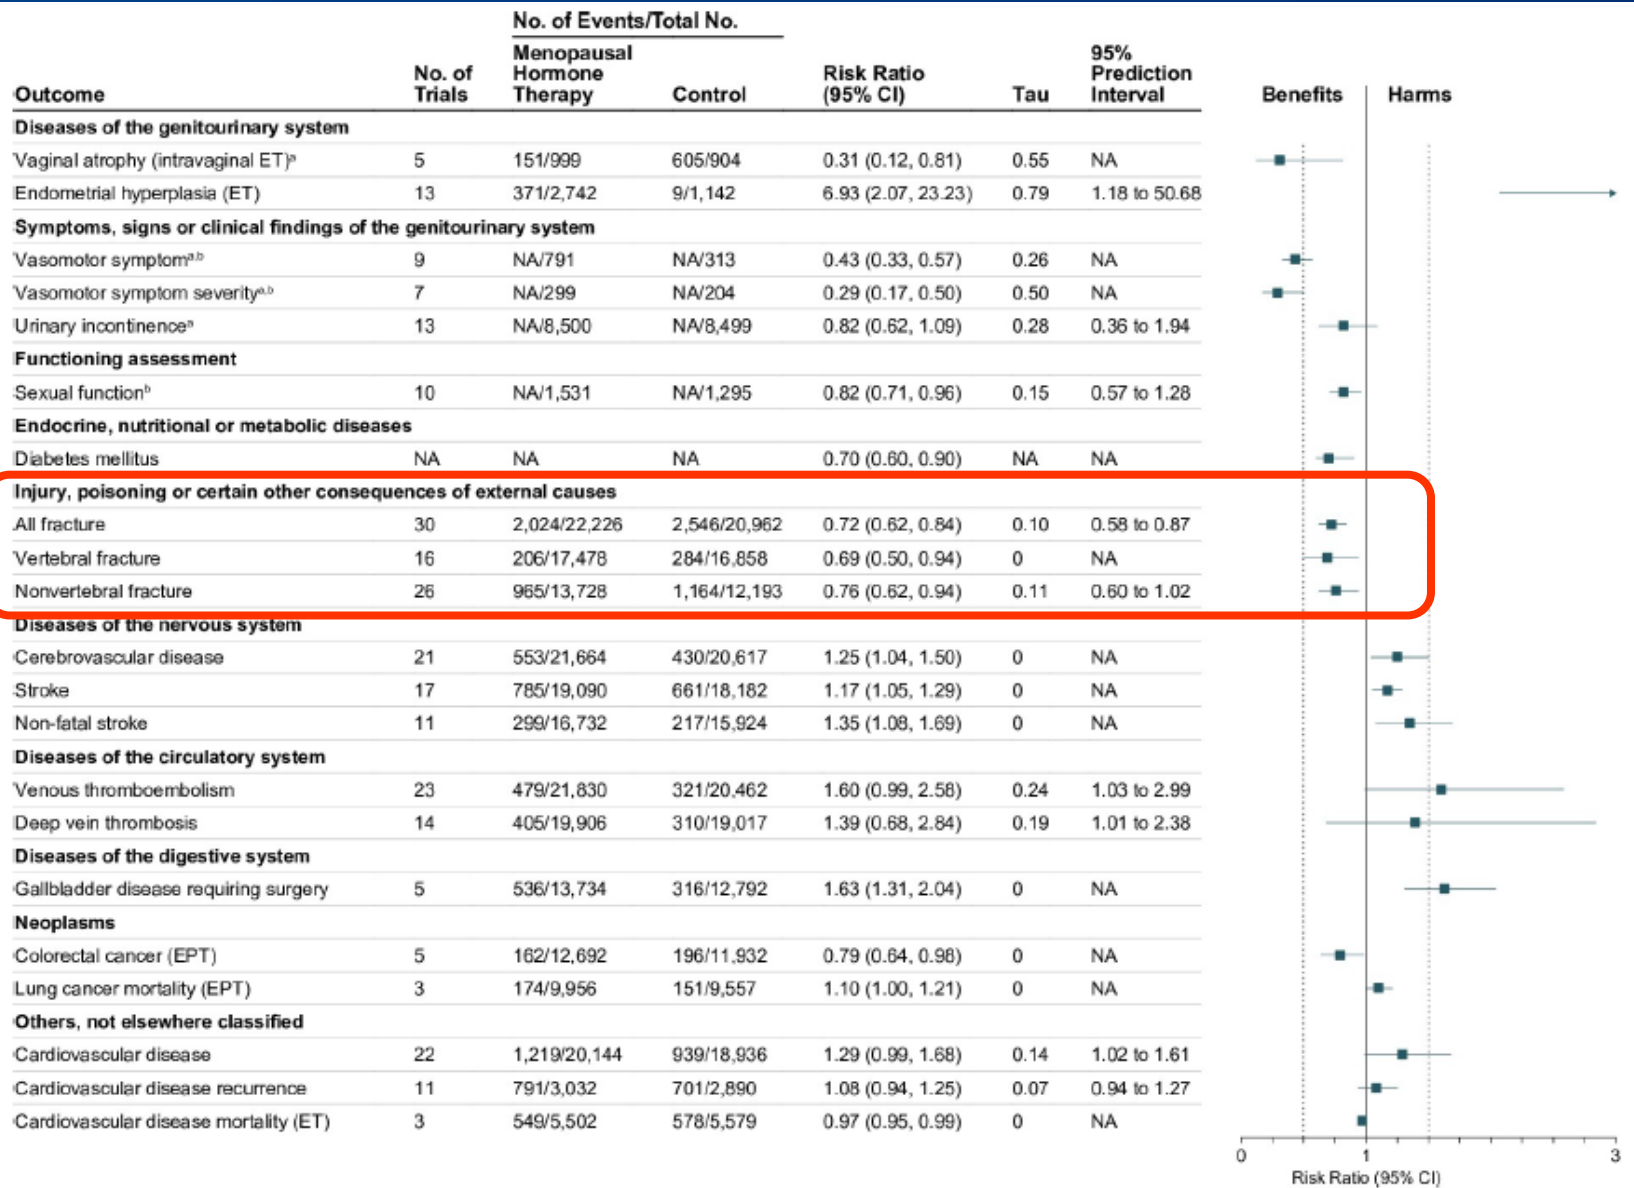 No. of Events/Total No.
Outcome No. of Trials Menopausal Hormone Therapy Control Risk Ratio (95% CI) Tau 95% Prediction Interval Benefits Harms
Diseases of the genitourinary system
Vaginal atrophy (intravaginal ET)ª 5 151/999 605/904 0.31 (0.12, 0.81) 0.55 NA
Endometrial hyperplasia (ET) 13 371/2,742 9/1,142 6.93 (2.07, 23.23) 0.79 1.18 to 50.68
Symptoms, signs or clinical findings of the genitourinary system
Vasomotor symptomª,ᵇ 9 NA/791 NA/313 0.43 (0.33, 0.57) 0.26 NA
Vasomotor symptom severityª,ᵇ 7 NA/299 NA/204 0.29 (0.17, 0.50) 0.50 NA
Urinary incontinenceª 13 NA/8,500 NA/8,499 0.82 (0.62, 1.09) 0.28 0.36 to 1.94
Functioning assessment
Sexual functionᵇ 10 NA/1,531 NA/1,295 0.82 (0.71, 0.96) 0.15 0.57 to 1.28
Endocrine, nutritional or metabolic diseases
Diabetes mellitus NA NA NA 0.70 (0.60, 0.90) NA NA
Injury, poisoning or certain other consequences of external causes
All fracture 30 2,024/22,226 2,546/20,962 0.72 (0.62, 0.84) 0.10 0.58 to 0.87
Vertebral fracture 16 206/17,478 284/16,858 0.69 (0.50, 0.94) 0 NA
Nonvertebral fracture 26 965/13,728 1,164/12,193 0.76 (0.62, 0.94) 0.11 0.60 to 1.02
Diseases of the nervous system
Cerebrovascular disease 21 553/21,664 430/20,617 1.25 (1.04, 1.50) 0 NA
Stroke 17 785/19,090 661/18,182 1.17 (1.05, 1.29) 0 NA
Non-fatal stroke 11 299/16,732 217/15,924 1.35 (1.08, 1.69) 0 NA
Diseases of the circulatory system
Venous thromboembolism 23 479/21,830 321/20,462 1.60 (0.99, 2.58) 0.24 1.03 to 2.99
Deep vein thrombosis 14 405/19,906 310/19,017 1.39 (0.68, 2.84) 0.19 1.01 to 2.38
Diseases of the digestive system
Gallbladder disease requiring surgery 5 536/13,734 316/12,792 1.63 (1.31, 2.04) 0 NA
Neoplasms
Colorectal cancer (EPT) 5 162/12,692 196/11,932 0.79 (0.64, 0.98) 0 NA
Lung cancer mortality (EPT) 3 174/9,956 151/9,557 1.10 (1.00, 1.21) 0 NA
Others, not elsewhere classified
Cardiovascular disease 22 1,219/20,144 939/18,936 1.29 (0.99, 1.68) 0.14 1.02 to 1.61
Cardiovascular disease recurrence 11 791/3,032 701/2,890 1.08 (0.94, 1.25) 0.07 0.94 to 1.27
Cardiovascular disease mortality (ET) 3 549/5,502 578/5,579 0.97 (0.95, 0.99) 0 NA
0 1 3
Risk Ratio (95% CI)